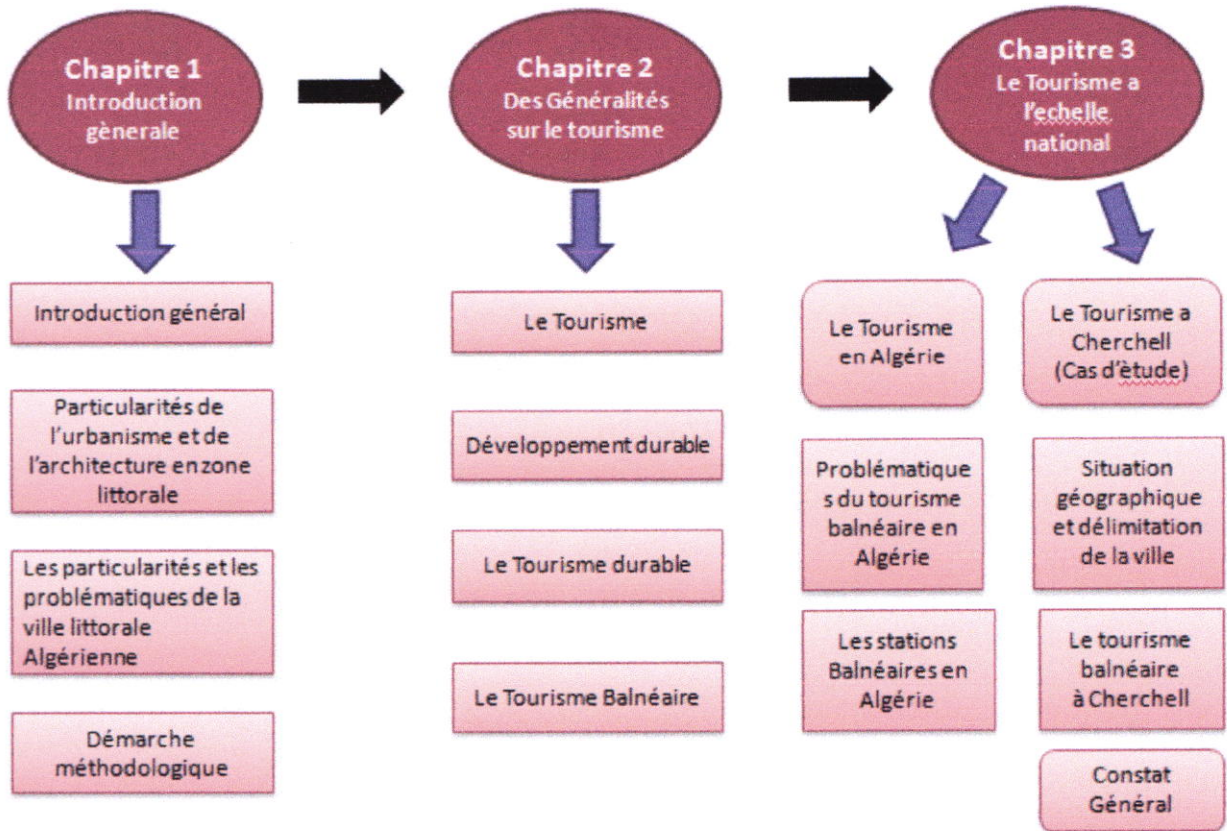 Chapitre 1
Introduction
gènerale
Introduction général
Particularités de
l'urbanisme et de
l'architecture en zone
littorale
Les particularités et les
problématiques de la
ville littorale
Algérienne
Démarche
méthodologique
Chapitre 2
Des Généralités
sur le tourisme
Le Tourisme
Développement durable
Le Tourisme durable
Le Tourisme Balnéaire
Chapitre 3
Le Tourisme a
l'echelle
national
Le Tourisme
en Algérie
Problématique
s du tourisme
balnéaire en
Algérie
Les stations
Balnéaires en
Algérie
Le Tourisme a
Cherchell
(Cas d'ètude)
Situation
géographique
et délimitation
de la ville
Le tourisme
balnéaire
à Cherchell
Constat
Général